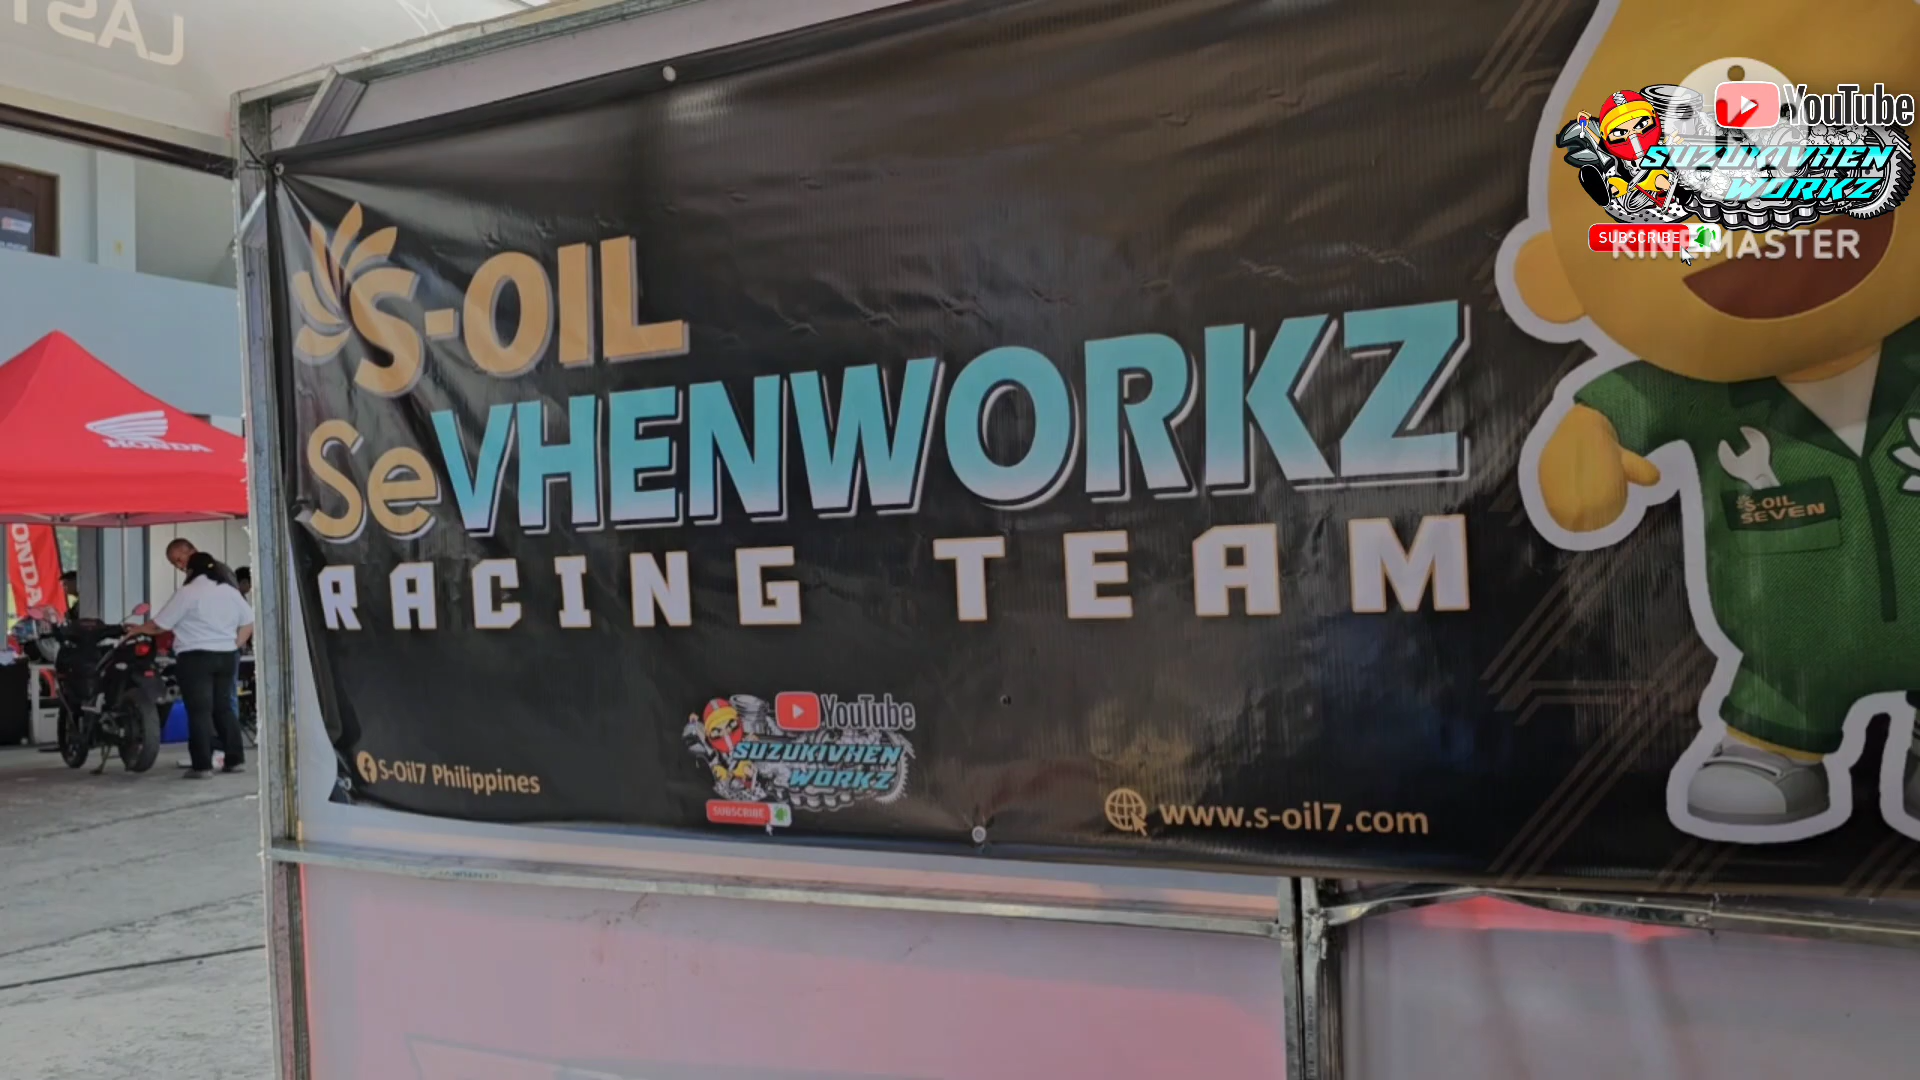 S-OIL
SeVHENWORKZ
RACING TEAM
S-Oil7 Philippines
YouTube
SUZUKIVHEN
WORKZ
SUBSCRIBE
www.s-oil7.com
S-OIL
SEVEN
HONDA
HONDA
YouTube
SUZUKIVHEN
WORKZ
SUBSCRIBE
KINEMASTER